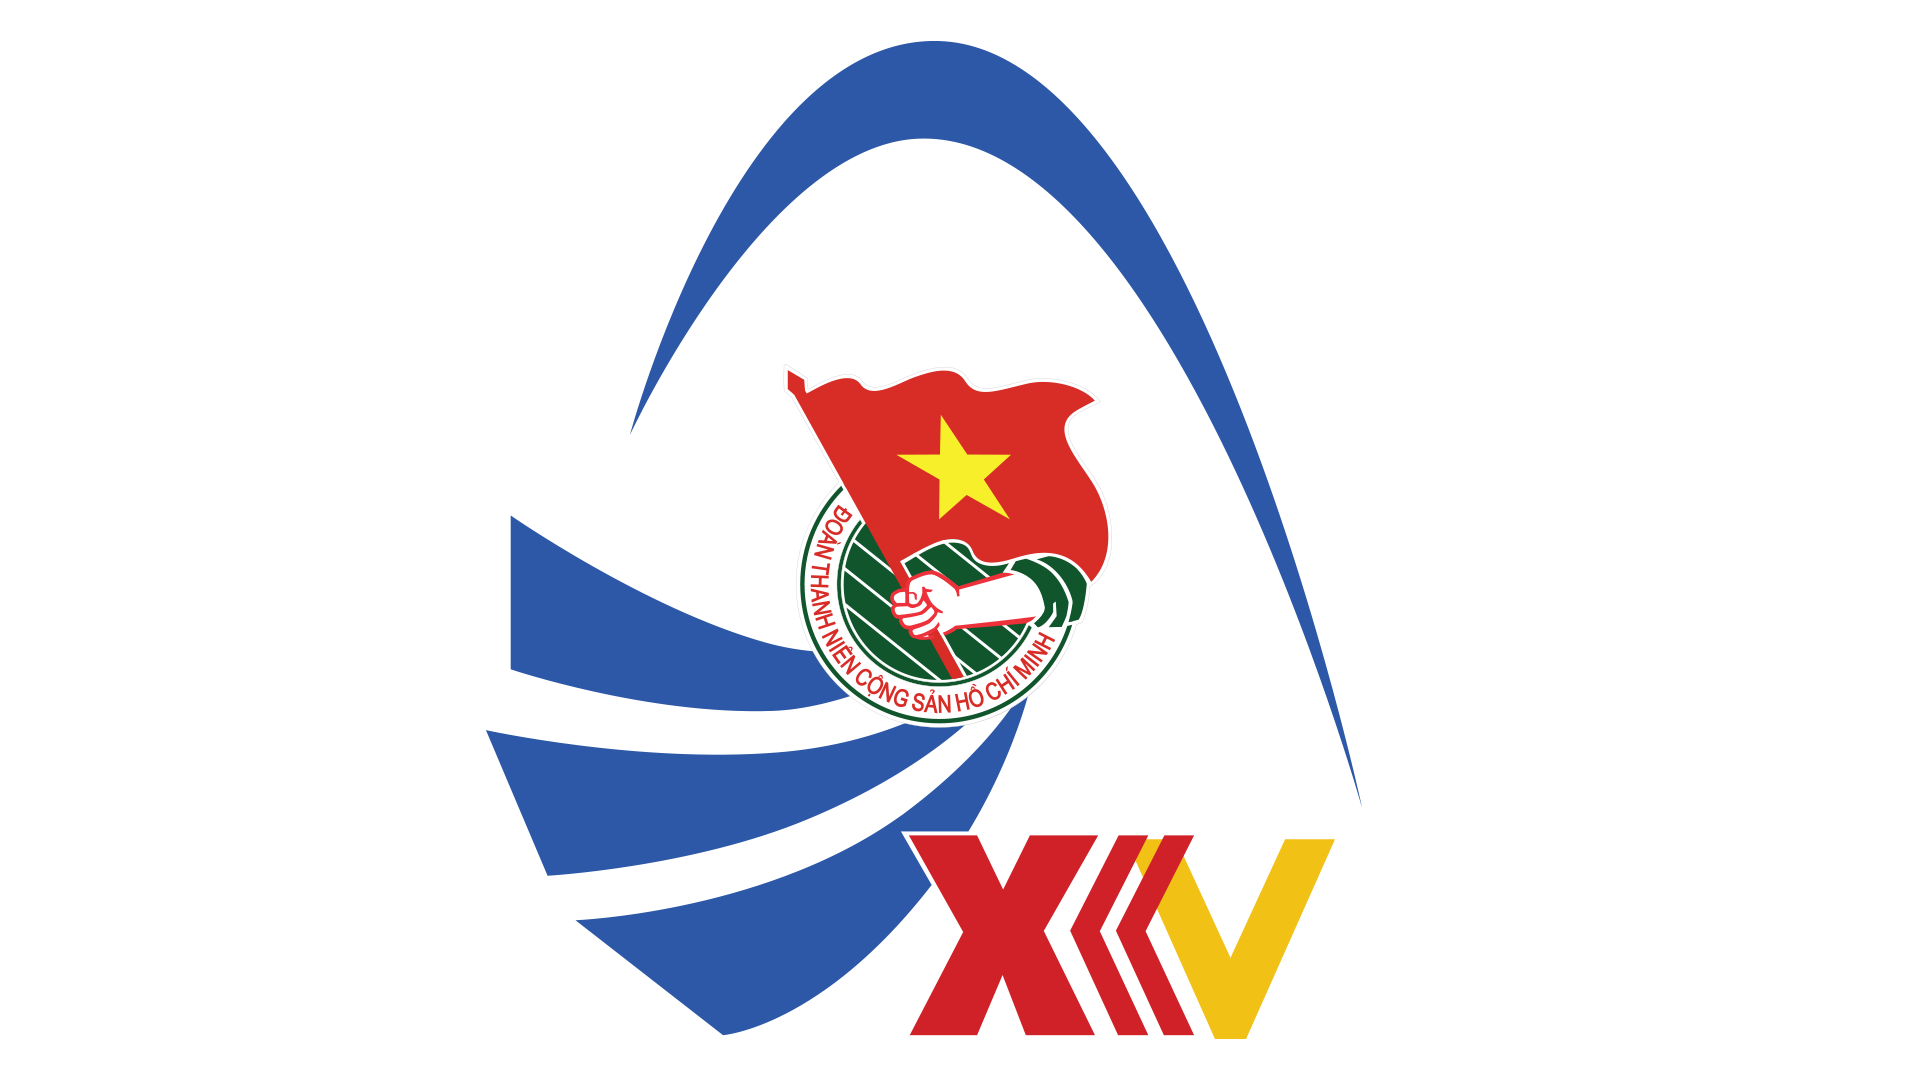 ĐOÀN THANH NIÊN CỘNG SẢN HỒ CHÍ MINH
XV